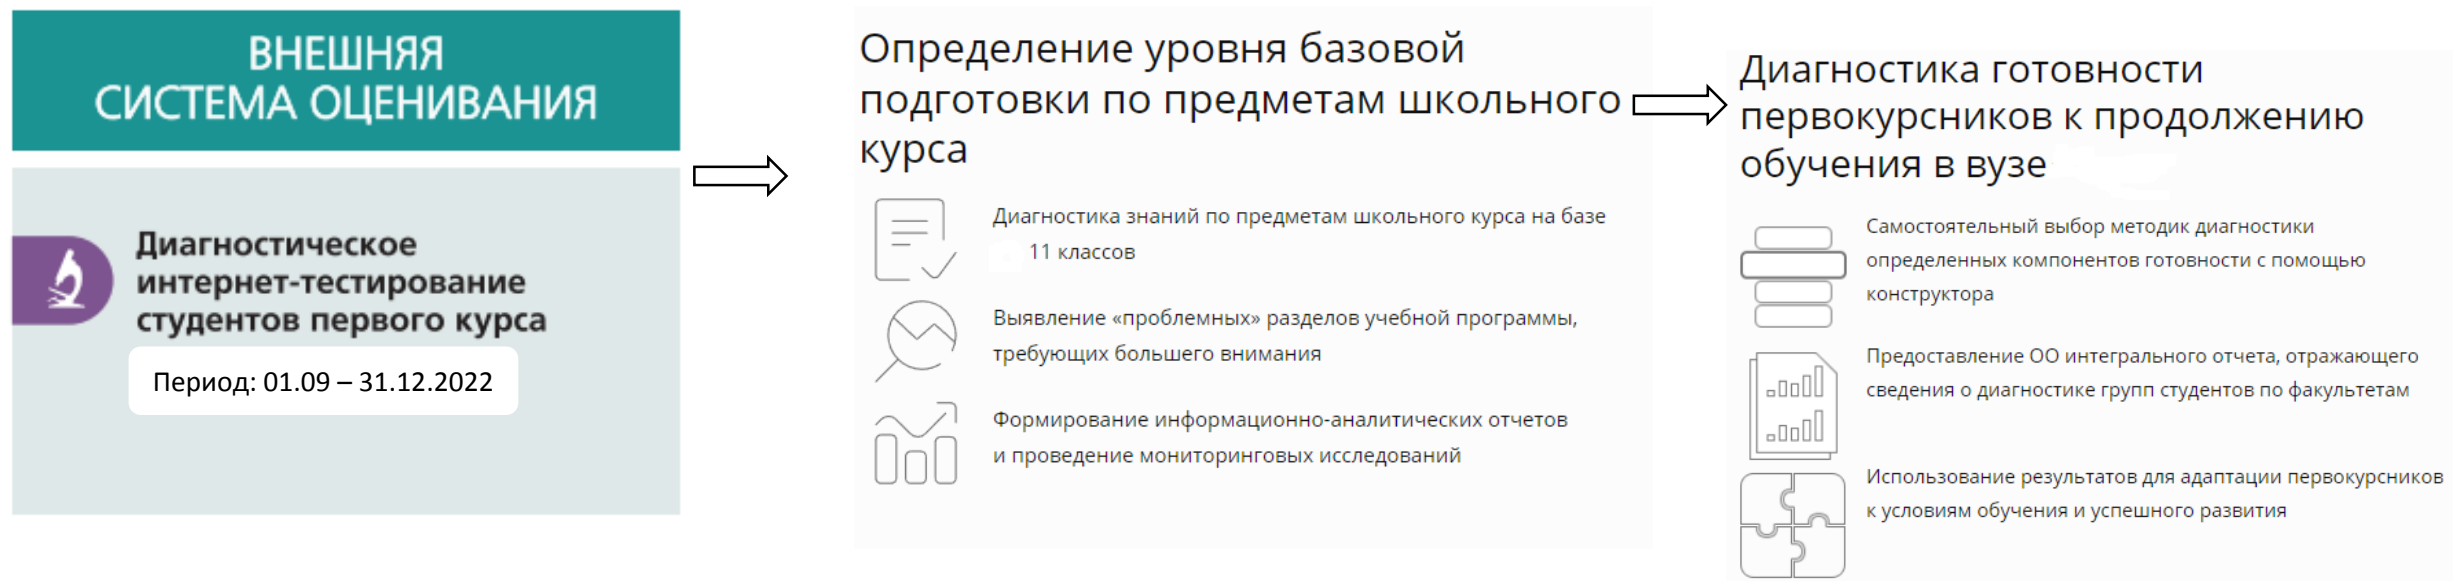 ВНЕШНЯЯ
СИСТЕМА ОЦЕНИВАНИЯ
Диагностическое
интернет-тестирование
студентов первого курса
Период: 01.09 – 31.12.2022
Определение уровня базовой
подготовки по предметам школьного
курса
Диагностика знаний по предметам школьного курса на базе
11 классов
Выявление «проблемных» разделов учебной программы,
требующих большего внимания
Формирование информационно-аналитических отчетов
и проведение мониторинговых исследований
Диагностика готовности
первокурсников к продолжению
обучения в вузе
Самостоятельный выбор методик диагностики
определенных компонентов готовности с помощью
конструктора
Предоставление ОО интегрального отчета, отражающего
сведения о диагностике групп студентов по факультетам
Использование результатов для адаптации первокурсников
к условиям обучения и успешного развития